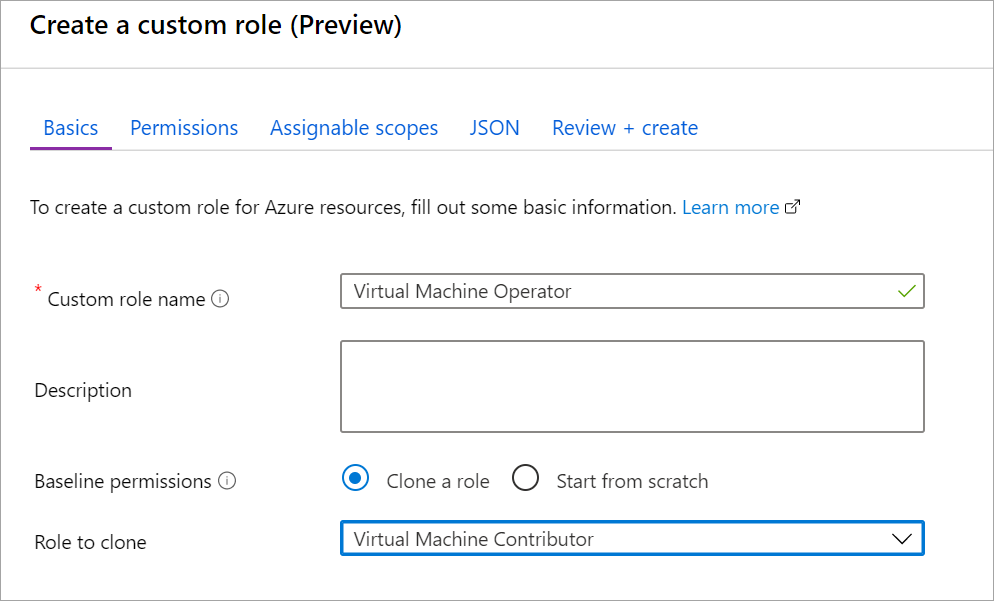 Create a custom role (Preview)
Basics Permissions Assignable scopes JSON Review + create
To create a custom role for Azure resources, fill out some basic information. Learn more
* Custom role name Virtual Machine Operator
Description
Baseline permissions Clone a role Start from scratch
Role to clone Virtual Machine Contributor